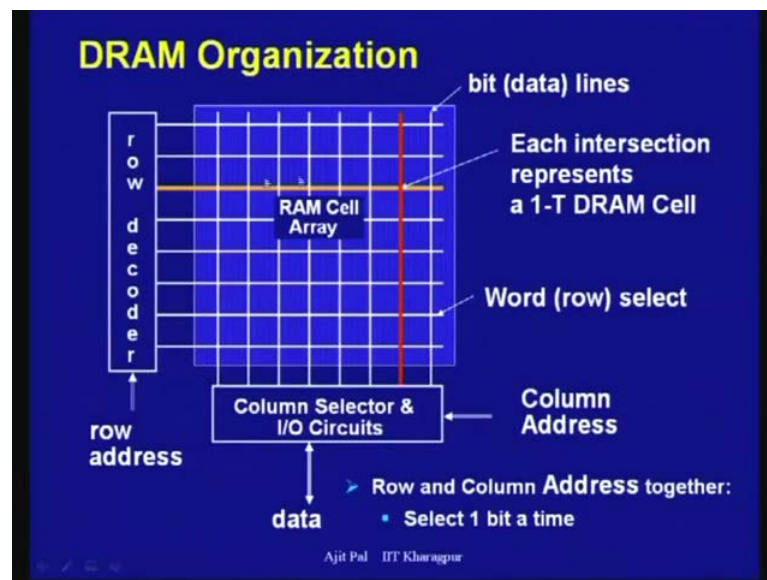 DRAM Organization
bit (data) lines
Each intersection
represents
a 1-T DRAM Cell
row decoder
RAM Cell
Array
Word (row) select
Column Selector &
I/O Circuits
Column
Address
row
address
data
Row and Column Address together:
Select 1 bit a time
Ajit Pal IIT Kharagpur